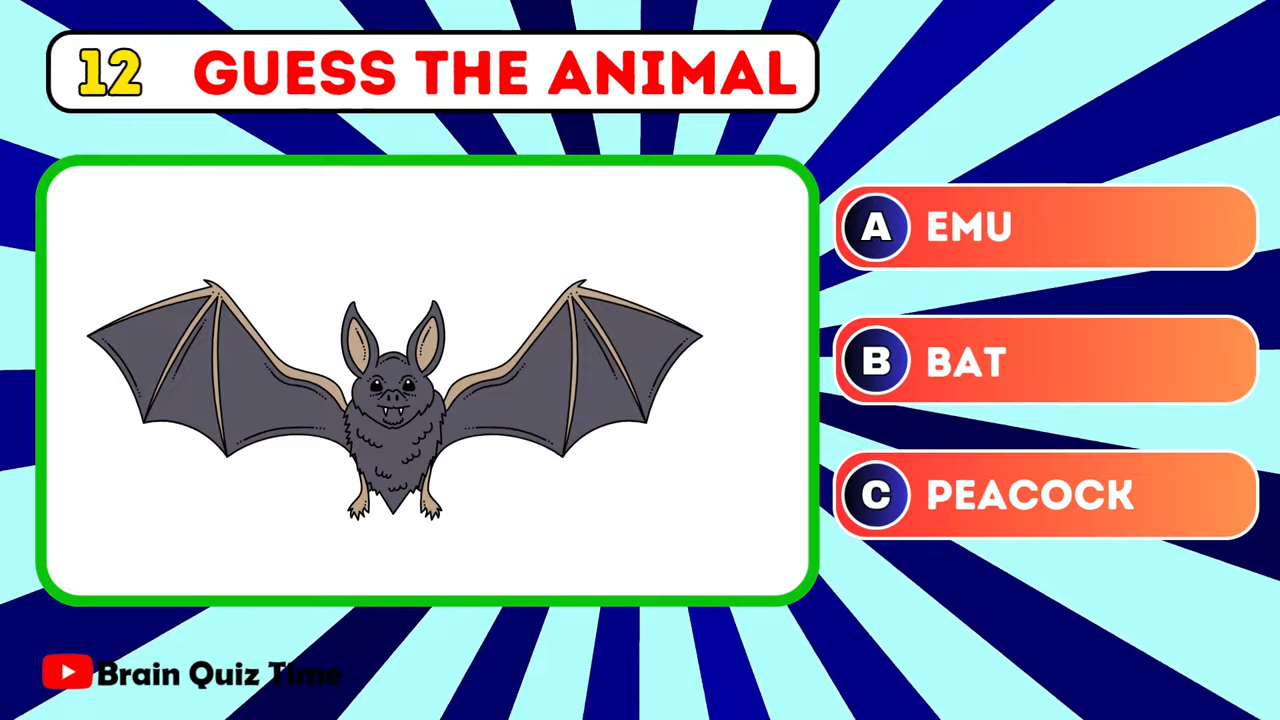 12 GUESS THE ANIMAL
A EMU
B BAT
C PEACOCK
Brain Quiz Time